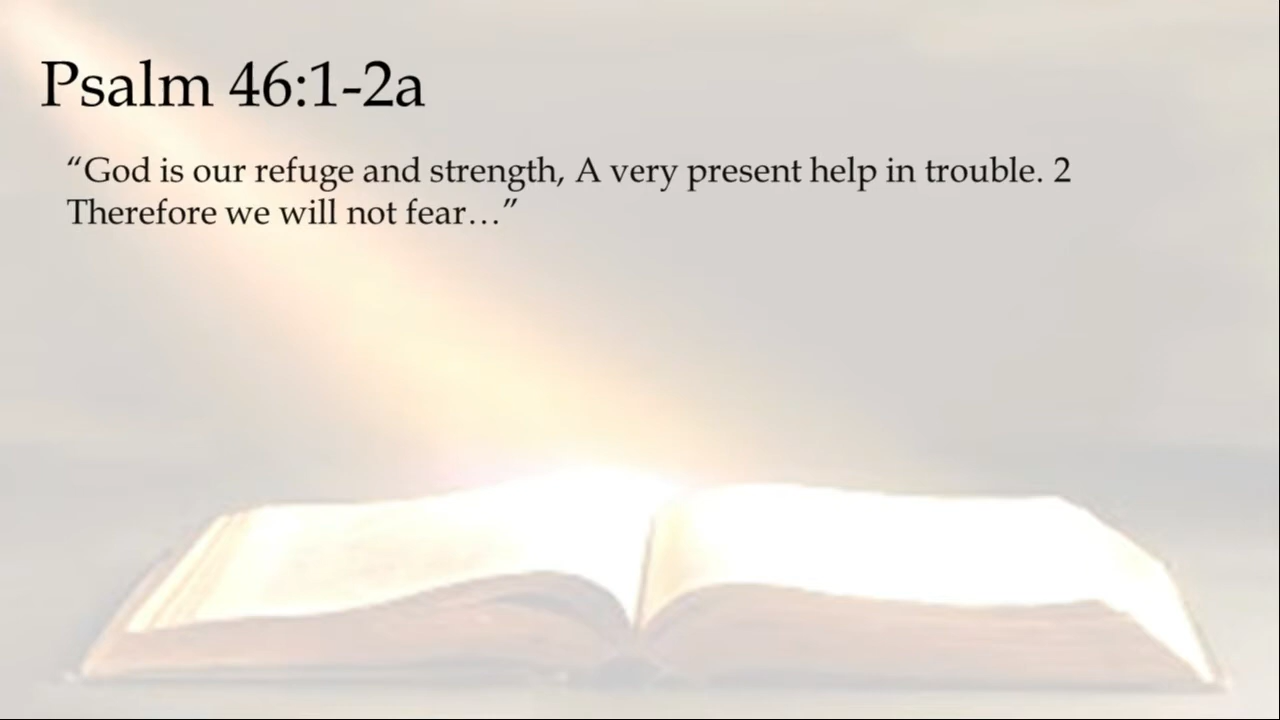 Psalm 46:1-2a
“God is our refuge and strength, A very present help in trouble. 2
Therefore we will not fear…”